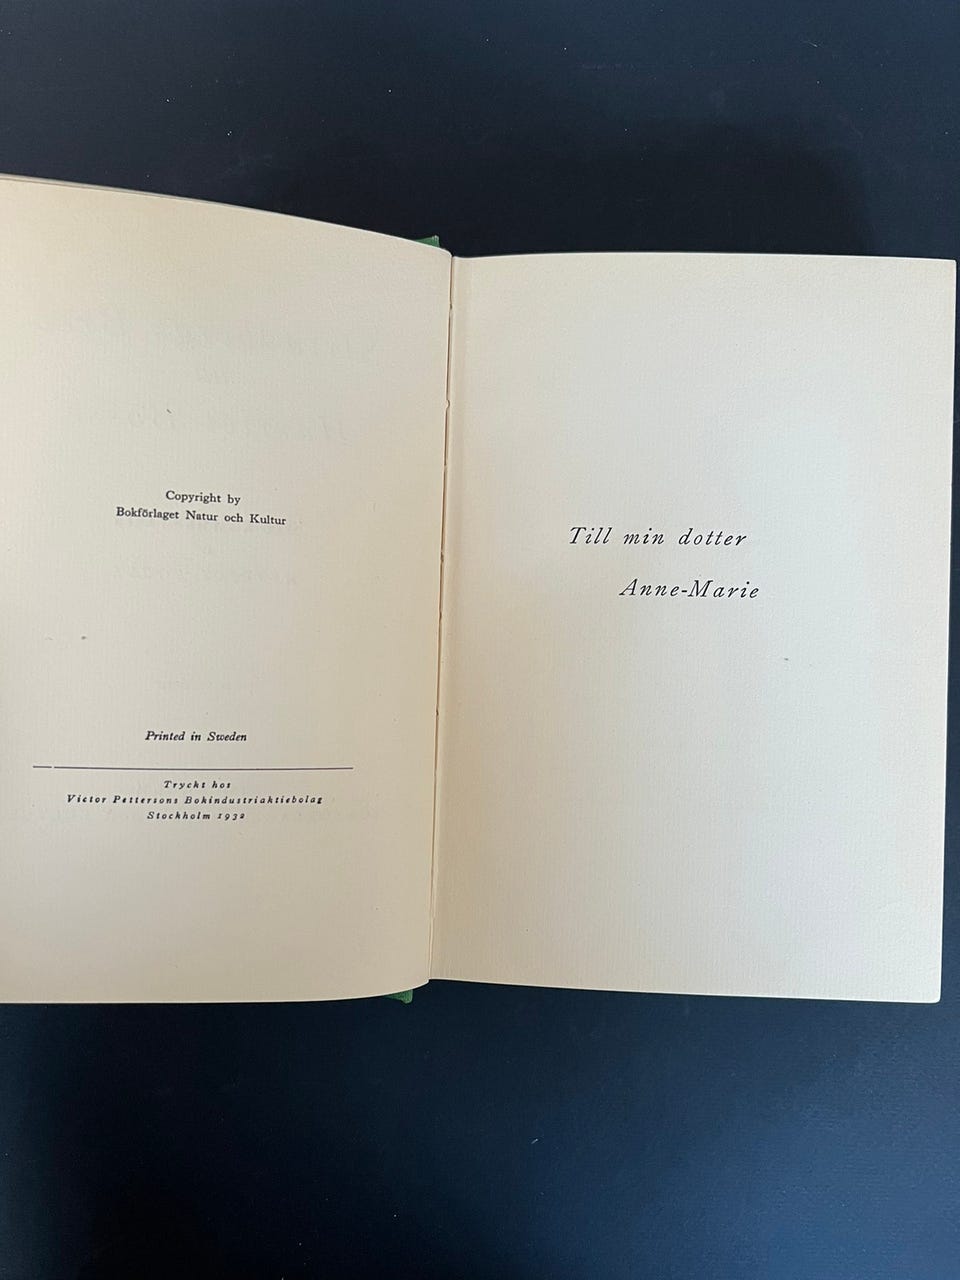 Copyright by
Bokförlaget Natur och Kultur
Printed in Sweden
Tryckt hos
Victor Pettersons Bokindustriaktiebolag
Stockholm 1932
Till min dotter
Anne-Marie